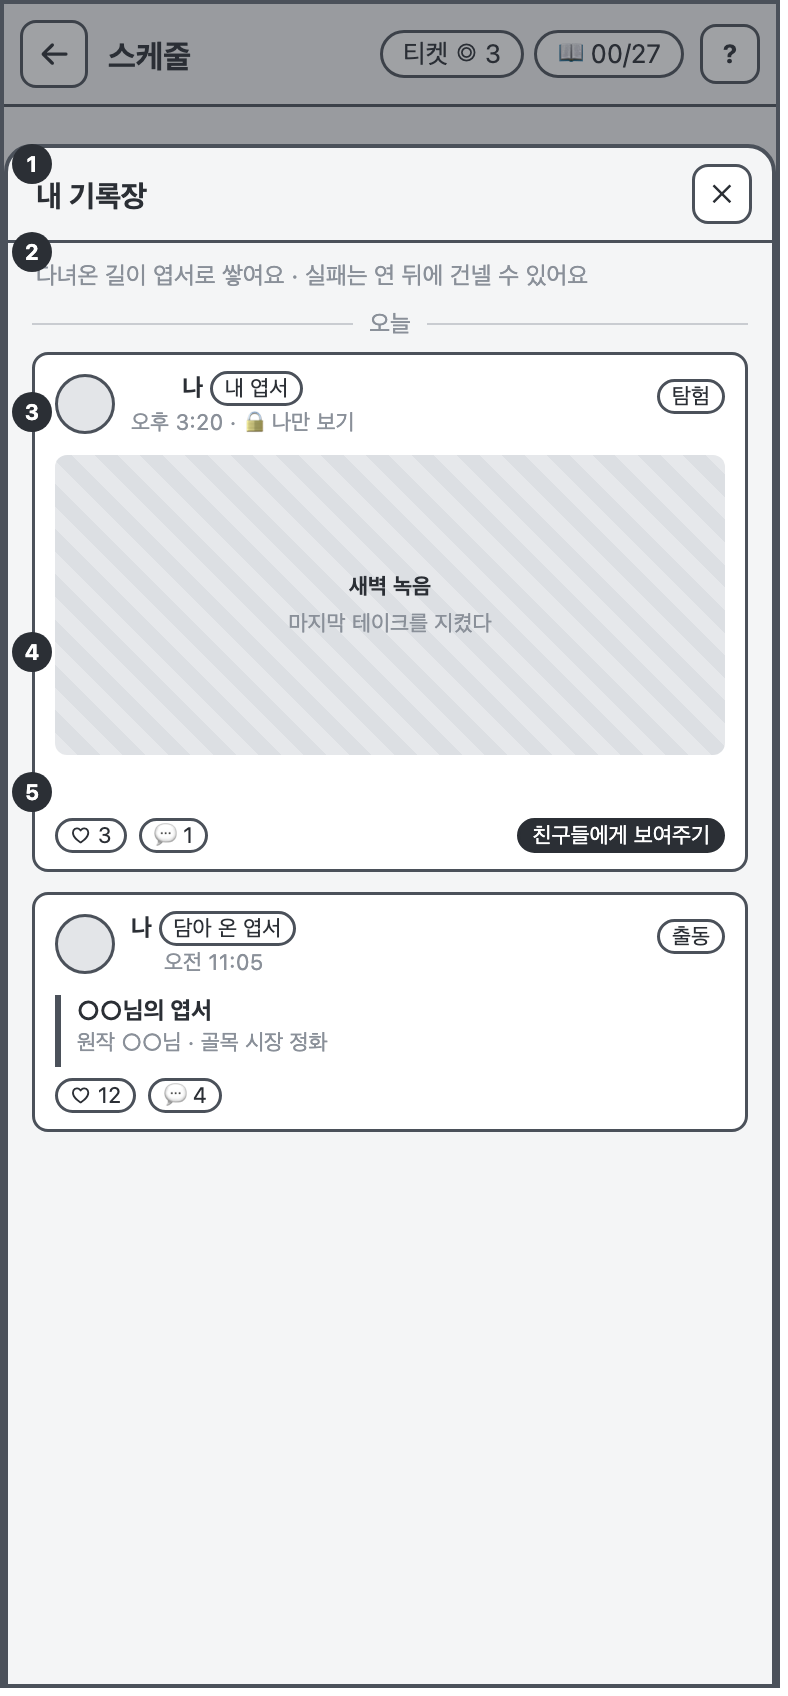 ← 스케줄 티켓 ◎ 3 📖 00/27 ?
1
내 기록장 ×
2
다녀온 길이 엽서로 쌓여요 · 실패는 연 뒤에 건넬 수 있어요
오늘
3
나 내 엽서 탐험
오후 3:20 · 🔒 나만 보기
새벽 녹음
마지막 테이크를 지켰다
4
5
♡ 3 💬 1 친구들에게 보여주기
나 담아 온 엽서 출동
오전 11:05
○○님의 엽서
원작 ○○님 · 골목 시장 정화
♡ 12 💬 4